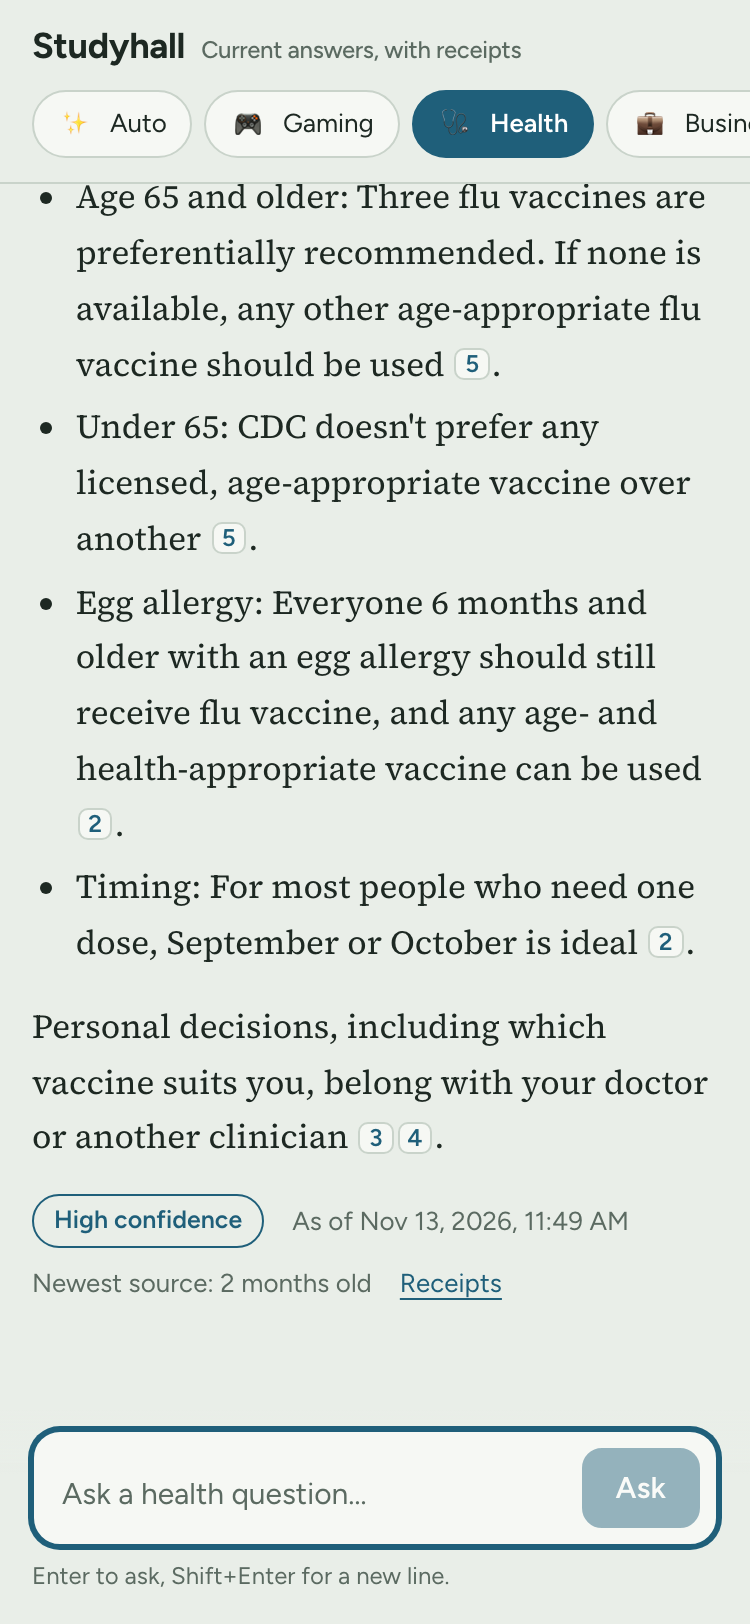 Studyhall Current answers, with receipts
✨ Auto 🎮 Gaming 🩺 Health 💼 Busin
• Age 65 and older: Three flu vaccines are
preferentially recommended. If none is
available, any other age-appropriate flu
vaccine should be used 5.
• Under 65: CDC doesn't prefer any
licensed, age-appropriate vaccine over
another 5.
• Egg allergy: Everyone 6 months and
older with an egg allergy should still
receive flu vaccine, and any age- and
health-appropriate vaccine can be used
2.
• Timing: For most people who need one
dose, September or October is ideal 2.
Personal decisions, including which
vaccine suits you, belong with your doctor
or another clinician 3 4.
High confidence As of Nov 13, 2026, 11:49 AM
Newest source: 2 months old Receipts
Ask a health question... Ask
Enter to ask, Shift+Enter for a new line.